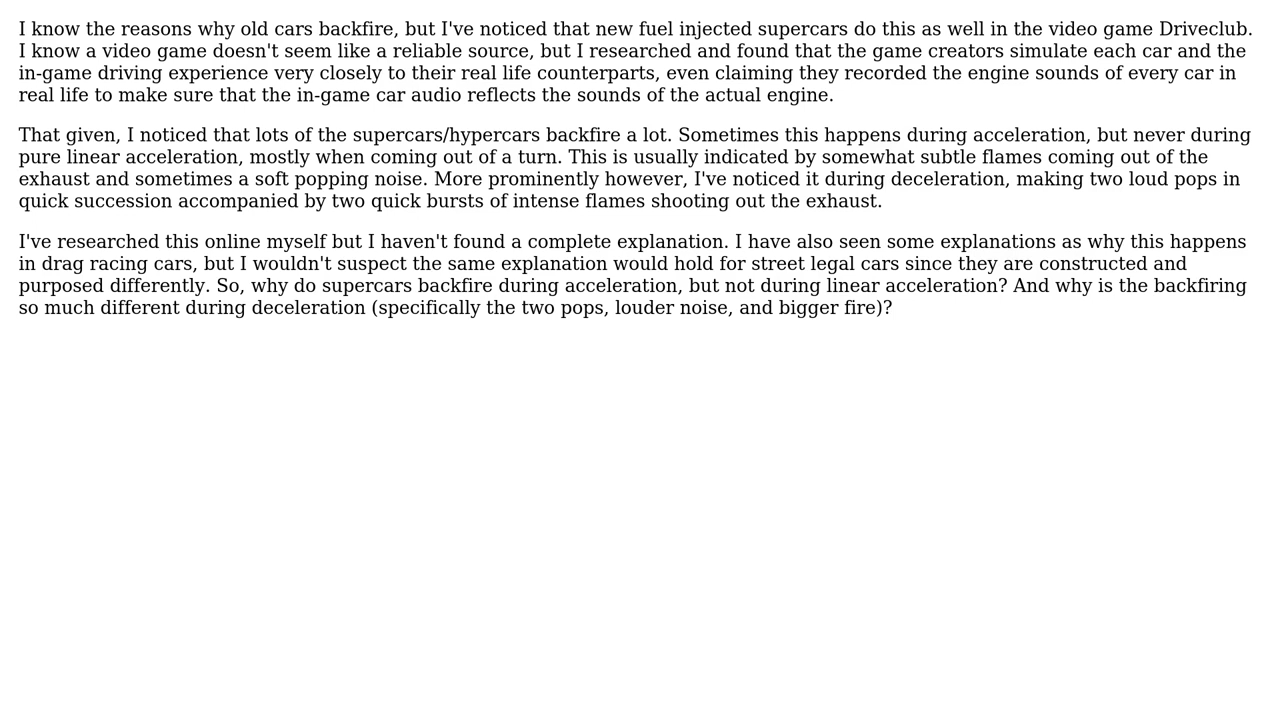 I know the reasons why old cars backfire, but I've noticed that new fuel injected supercars do this as well in the video game Driveclub.
I know a video game doesn't seem like a reliable source, but I researched and found that the game creators simulate each car and the
in-game driving experience very closely to their real life counterparts, even claiming they recorded the engine sounds of every car in
real life to make sure that the in-game car audio reflects the sounds of the actual engine.
That given, I noticed that lots of the supercars/hypercars backfire a lot. Sometimes this happens during acceleration, but never during
pure linear acceleration, mostly when coming out of a turn. This is usually indicated by somewhat subtle flames coming out of the
exhaust and sometimes a soft popping noise. More prominently however, I've noticed it during deceleration, making two loud pops in
quick succession accompanied by two quick bursts of intense flames shooting out the exhaust.
I've researched this online myself but I haven't found a complete explanation. I have also seen some explanations as why this happens
in drag racing cars, but I wouldn't suspect the same explanation would hold for street legal cars since they are constructed and
purposed differently. So, why do supercars backfire during acceleration, but not during linear acceleration? And why is the backfiring
so much different during deceleration (specifically the two pops, louder noise, and bigger fire)?